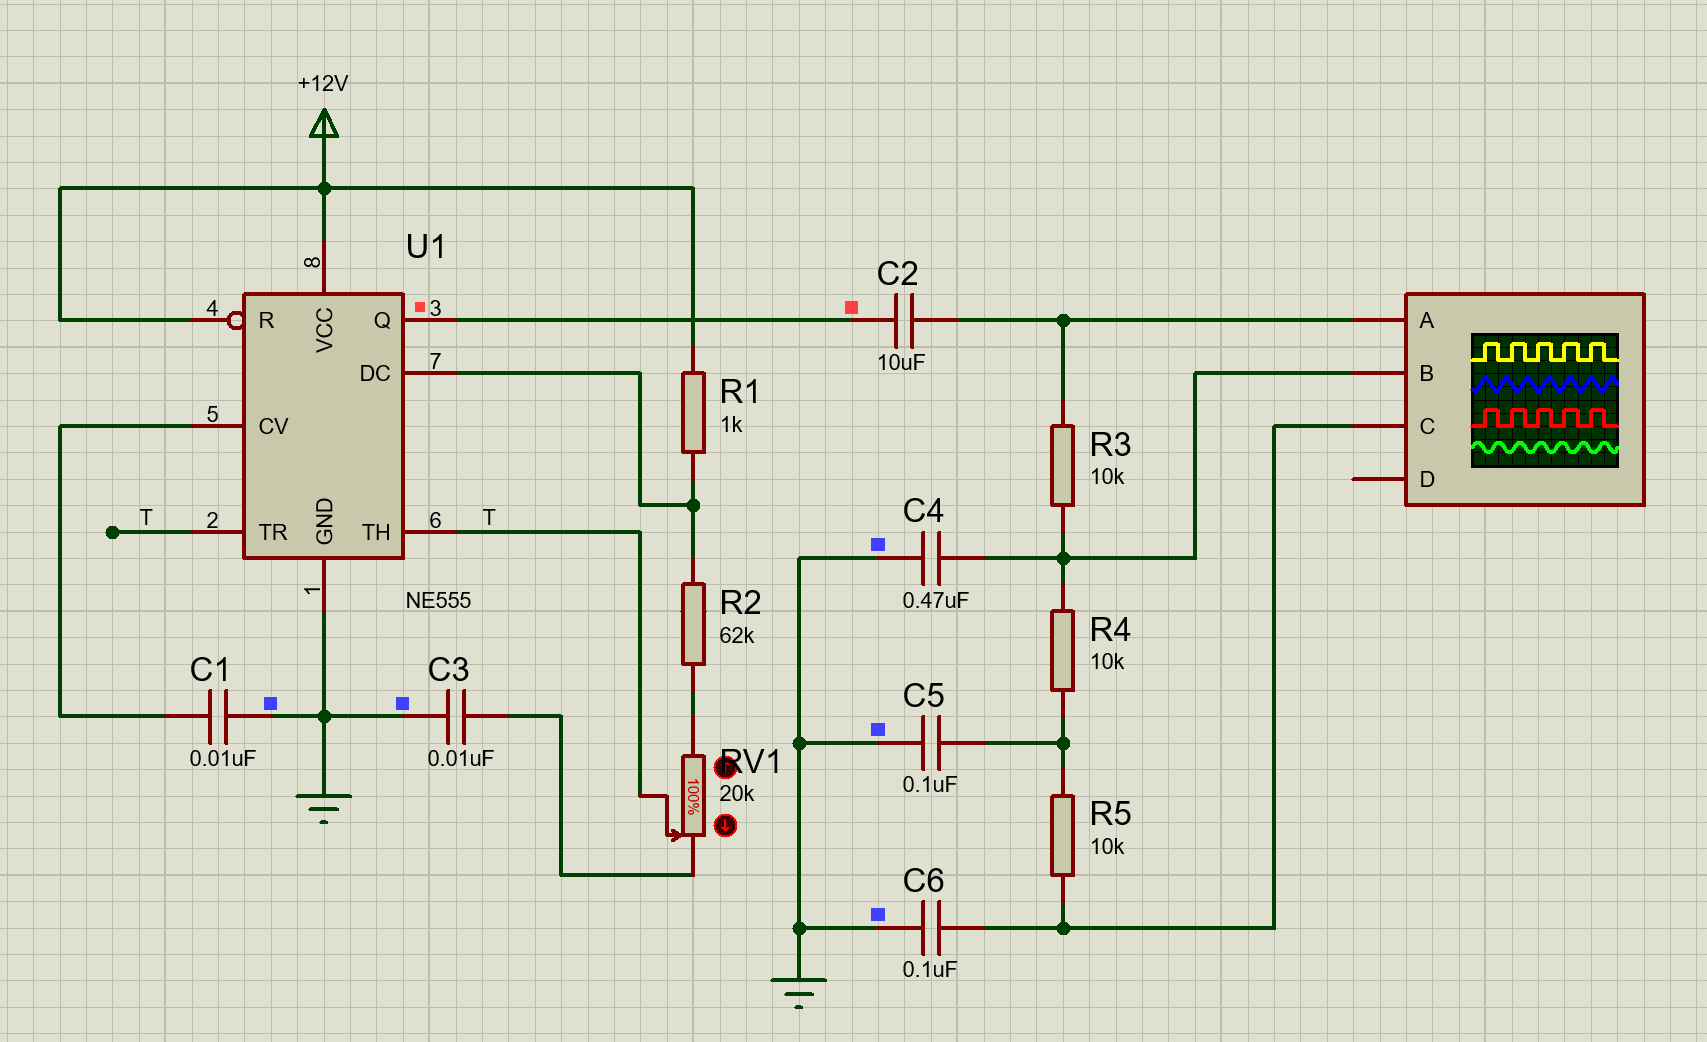 +12V
U1
8
4
R
VCC
Q
3
DC
7
5
CV
T
2
TR
GND
TH
6
T
1
NE555
C1
0.01uF
C3
0.01uF
R1
1k
R2
62k
RV1
20k
100%
C2
10uF
R3
10k
C4
0.47uF
R4
10k
C5
0.1uF
R5
10k
C6
0.1uF
A
B
C
D